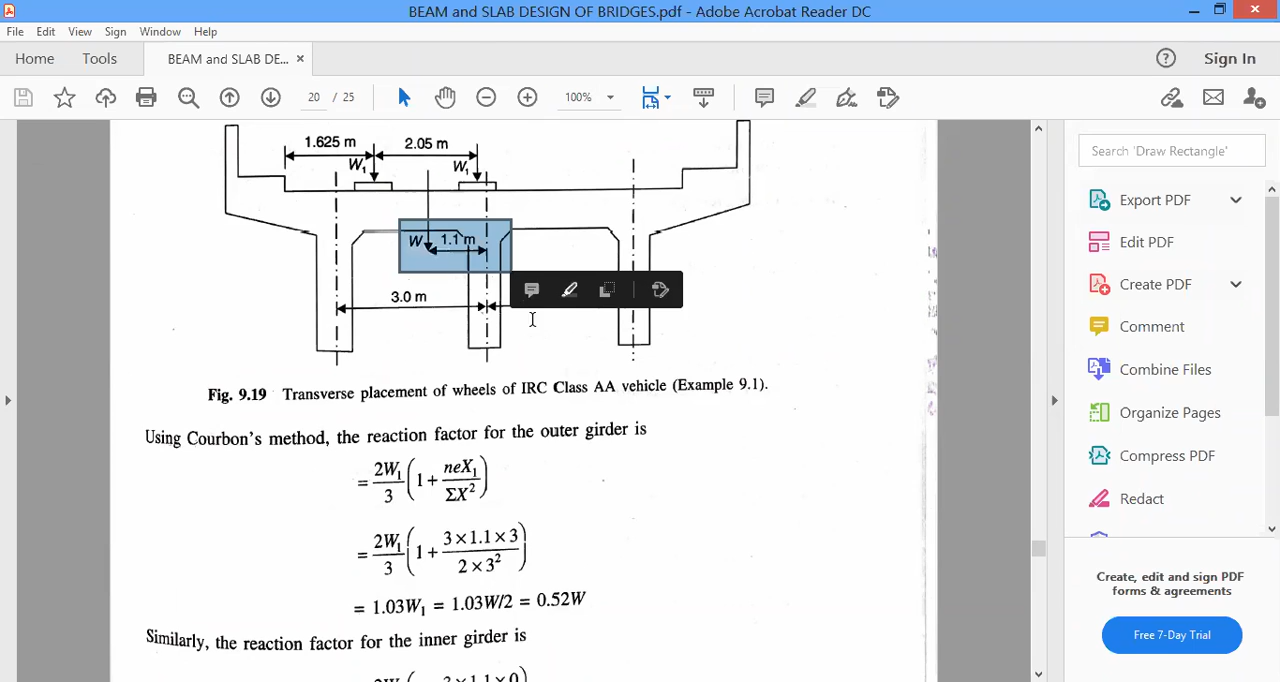 BEAM and SLAB DESIGN OF BRIDGES.pdf - Adobe Acrobat Reader DC
File Edit View Sign Window Help
Home Tools BEAM and SLAB DE... × Sign In
20 / 25 100%
1.625 m 2.05 m
W₁ W₁
W 1.1 m
3.0 m
Fig. 9.19 Transverse placement of wheels of IRC Class AA vehicle (Example 9.1).
Using Courbon's method, the reaction factor for the outer girder is
= 2W₁/3 (1 + neX₁/ΣX²)
= 2W₁/3 (1 + 3 × 1.1 × 3/2 × 3²)
= 1.03W₁ = 1.03W/2 = 0.52W
Similarly, the reaction factor for the inner girder is
Search 'Draw Rectangle'
Export PDF
Edit PDF
Create PDF
Comment
Combine Files
Organize Pages
Compress PDF
Redact
Create, edit and sign PDF
forms & agreements
Free 7-Day Trial